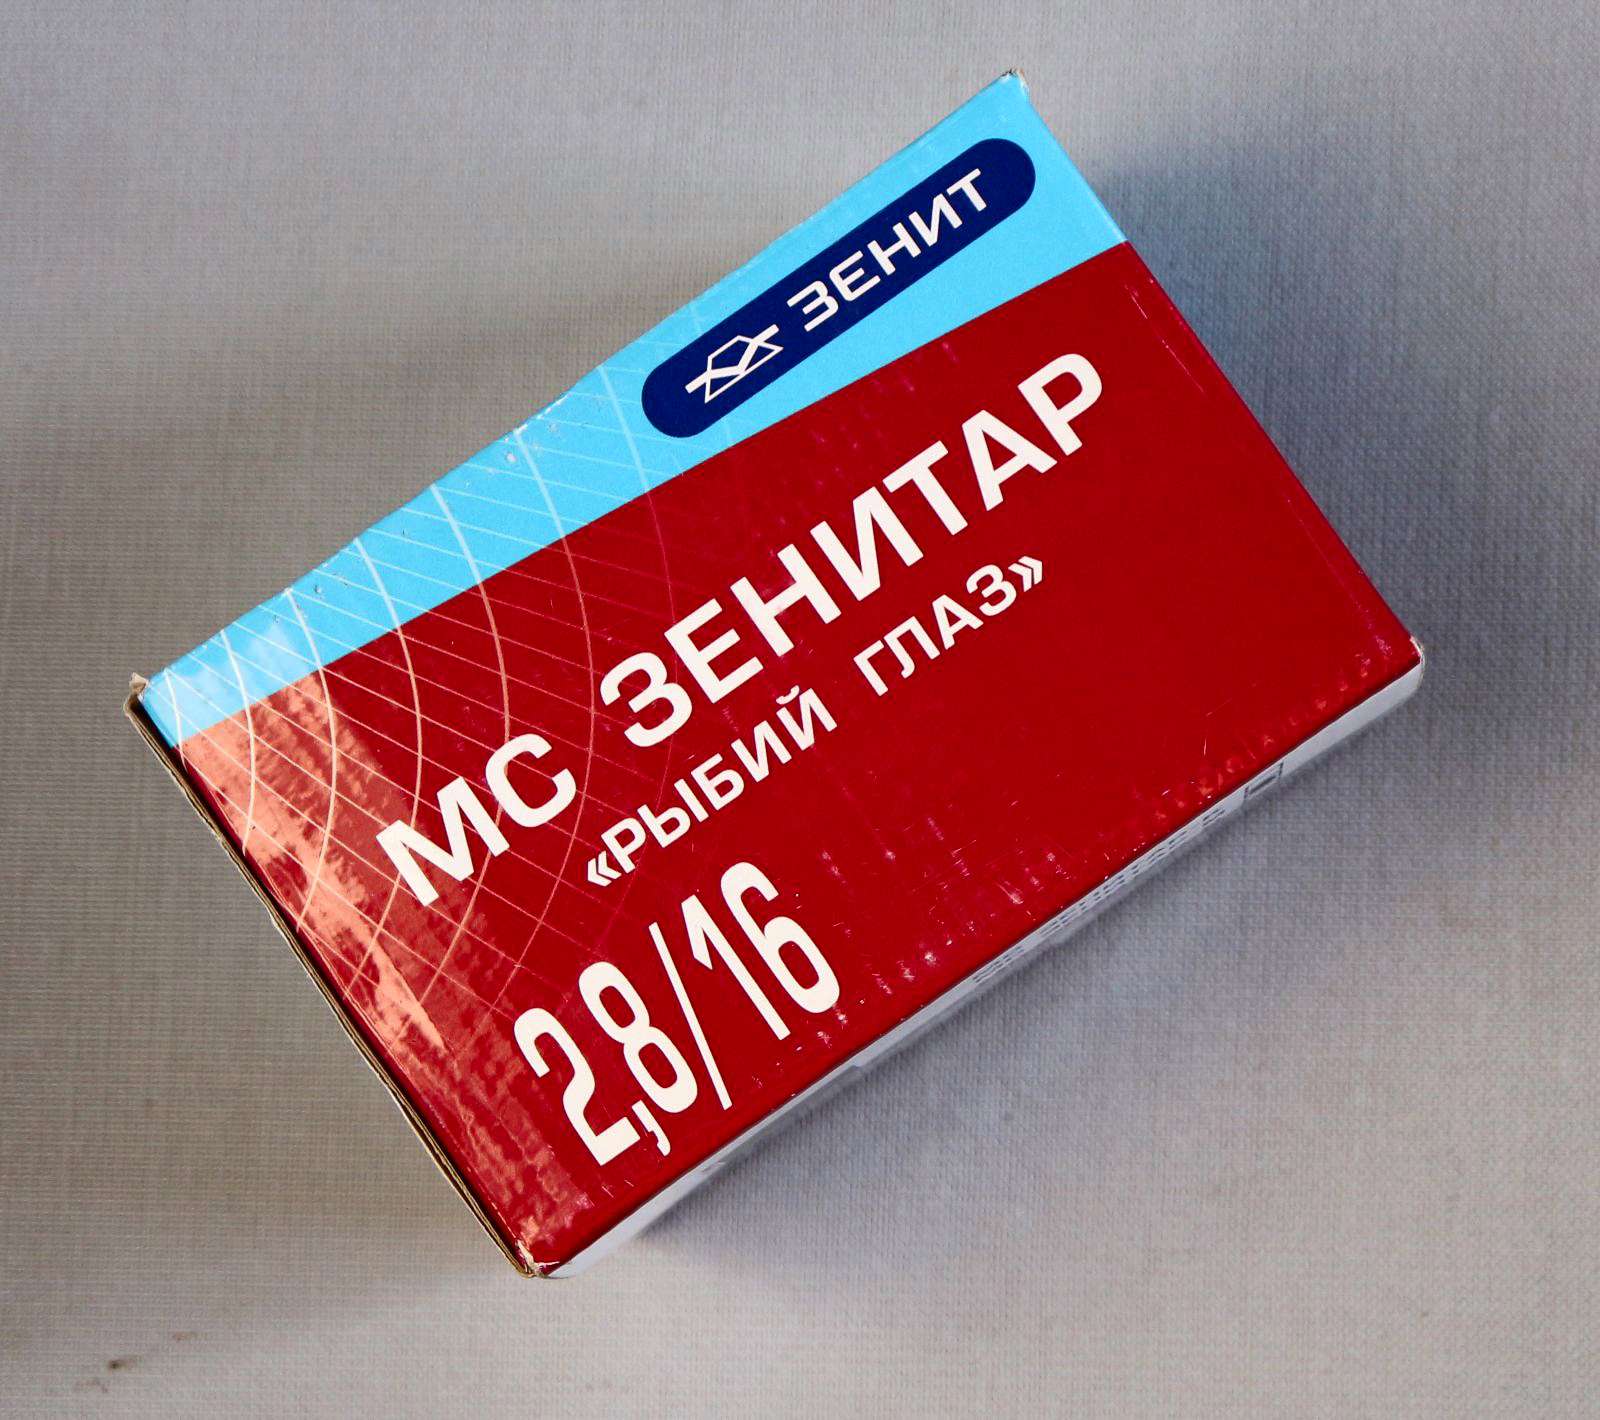 ЗЕНИТ
МС ЗЕНИТАР
«РЫБИЙ ГЛАЗ»
2,8/16